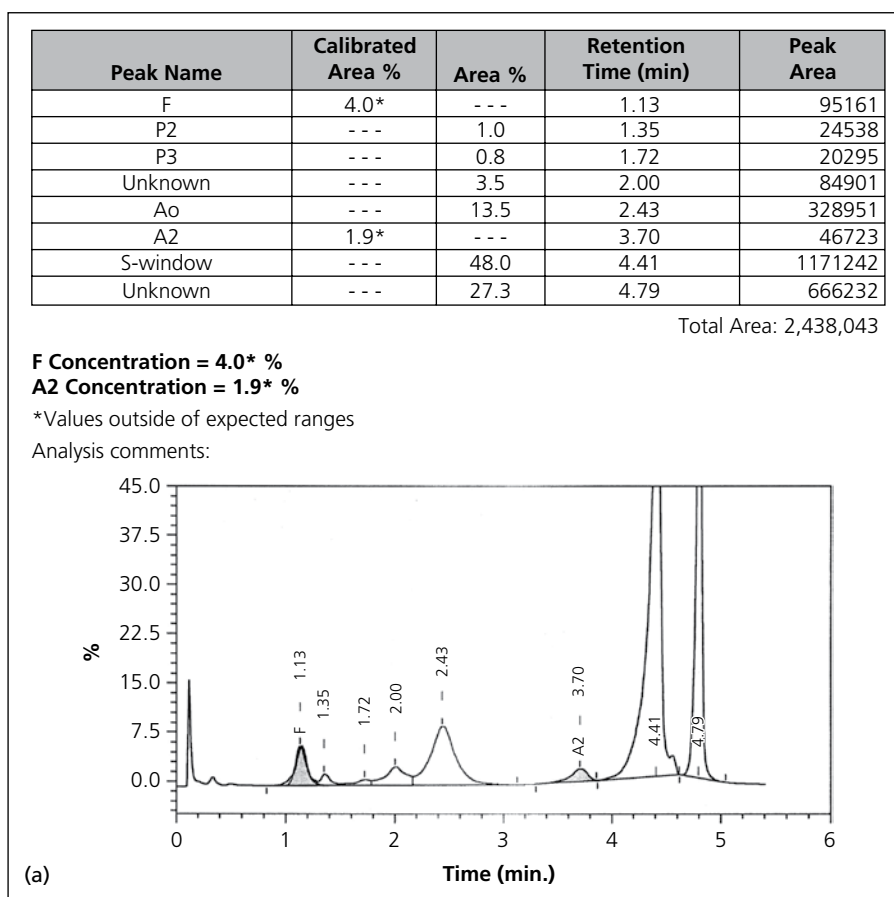 Peak Name Calibrated Area % Area % Retention Time (min) Peak Area
F 4.0* - - - 1.13 95161
P2 - - - 1.0 1.35 24538
P3 - - - 0.8 1.72 20295
Unknown - - - 3.5 2.00 84901
Ao - - - 13.5 2.43 328951
A2 1.9* - - - 3.70 46723
S-window - - - 48.0 4.41 1171242
Unknown - - - 27.3 4.79 666232
Total Area: 2,438,043
F Concentration = 4.0* %
A2 Concentration = 1.9* %
*Values outside of expected ranges
Analysis comments:
45.0
37.5
30.0
22.5
15.0
7.5
0.0
%
F 1.13
1.35
1.72
2.00
2.43
A2 3.70
4.41
4.79
0 1 2 3 4 5 6
Time (min.)
(a)